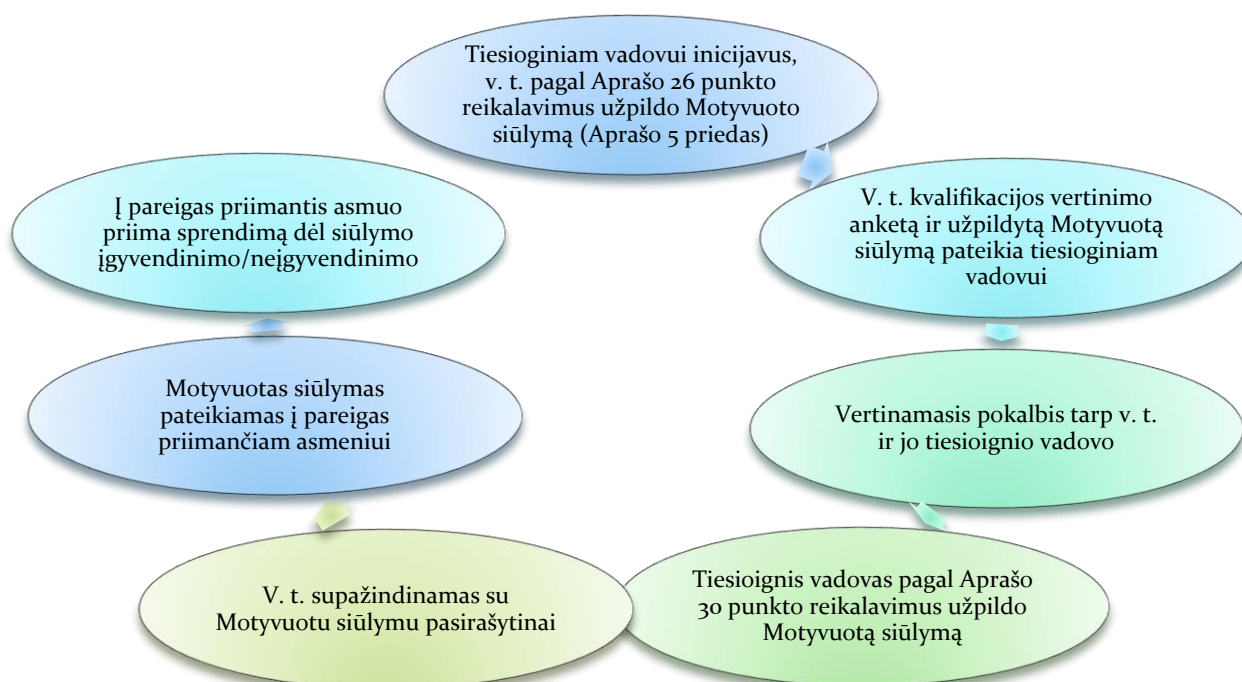 Tiesioginiam vadovui inicijavus,
v. t. pagal Aprašo 26 punkto
reikalavimus užpildo Motyvuoto
siūlymą (Aprašo 5 priedas)
V. t. kvalifikacijos vertinimo
anketą ir užpildytą Motyvuotą
siūlymą pateikia tiesioginiam
vadovui
Vertinamasis pokalbis tarp v. t.
ir jo tiesioignio vadovo
Tiesioignis vadovas pagal Aprašo
30 punkto reikalavimus užpildo
Motyvuotą siūlymą
V. t. supažindinamas su
Motyvuotu siūlymu pasirašytinai
Motyvuotas siūlymas
pateikiamas į pareigas
priimančiam asmeniui
Į pareigas priimantis asmuo
priima sprendimą dėl siūlymo
įgyvendinimo/neįgyvendinimo